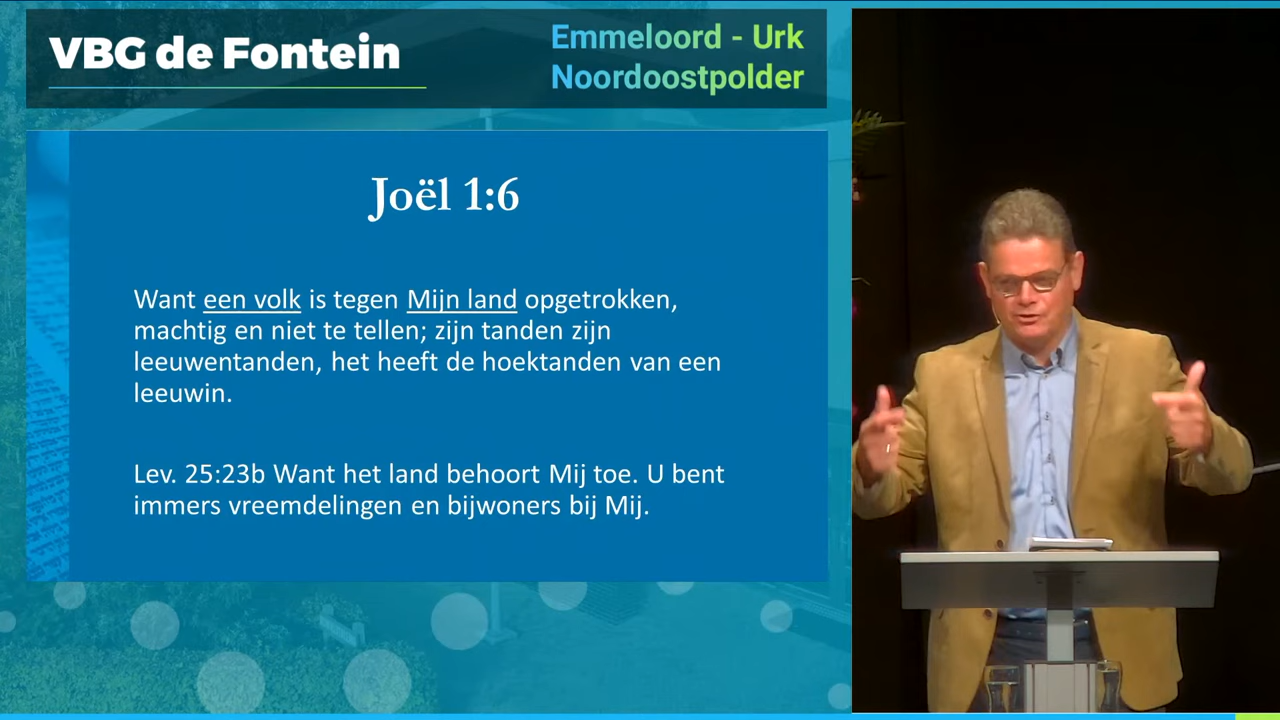 VBG de Fontein
Emmeloord - Urk
Noordoostpolder
Joël 1:6
Want een volk is tegen Mijn land opgetrokken,
machtig en niet te tellen; zijn tanden zijn
leeuwentanden, het heeft de hoektanden van een
leeuwin.
Lev. 25:23b Want het land behoort Mij toe. U bent
immers vreemdelingen en bijwoners bij Mij.